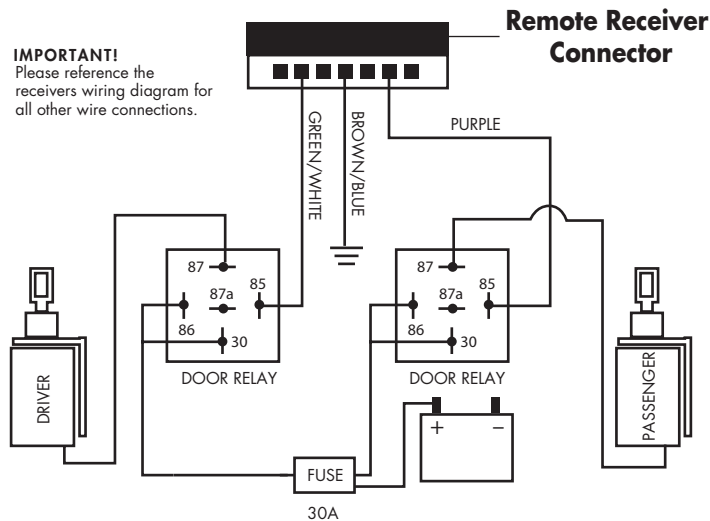 Remote Receiver
Connector
IMPORTANT!
Please reference the
receivers wiring diagram for
all other wire connections.
GREEN/WHITE
BROWN/BLUE
PURPLE
87
87a
85
86
30
DOOR RELAY
87
87a
85
86
30
DOOR RELAY
DRIVER
PASSENGER
+
−
FUSE
30A